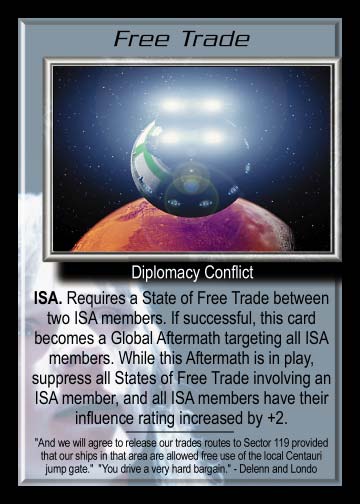 Free Trade
Diplomacy Conflict
ISA. Requires a State of Free Trade between
two ISA members. If successful, this card
becomes a Global Aftermath targeting all ISA
members. While this Aftermath is in play,
suppress all States of Free Trade involving an
ISA member, and all ISA members have their
influence rating increased by +2.
"And we will agree to release our trades routes to Sector 119 provided
that our ships in that area are allowed free use of the local Centauri
jump gate." "You drive a very hard bargain." - Delenn and Londo